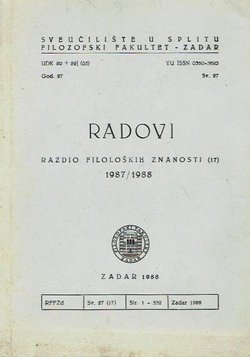 SVEUČILIŠTE U SPLITU
FILOZOFSKI FAKULTET - ZADAR
UDK 80 + 82) (05) YU ISSN 0350-3623
God. 27 Sv. 27
RADOVI
RAZDIO FILOLOŠKIH ZNANOSTI (17)
1987/1988
ZADAR 1988
RFFZd Sv. 27 (17) Str. 1 - 332 Zadar 1988